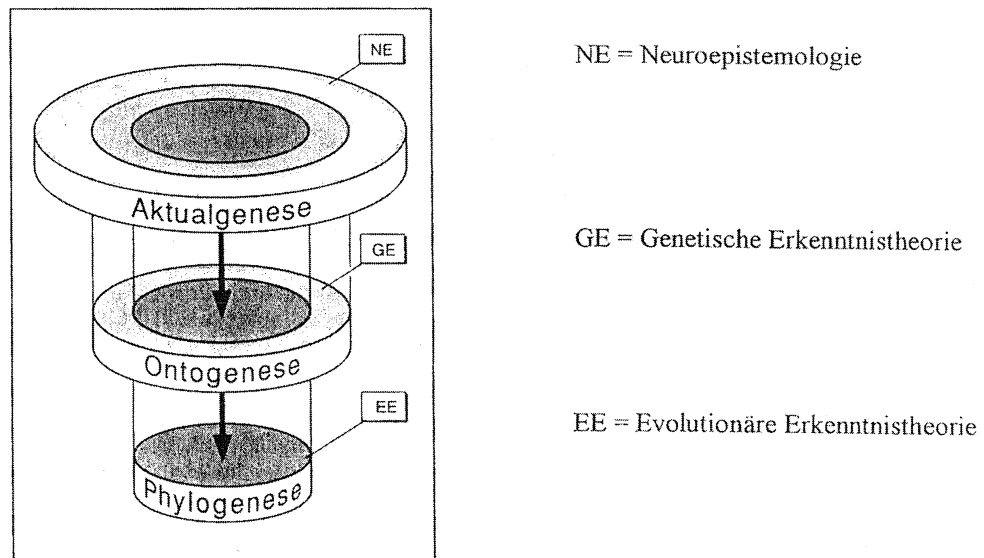 NE
NE = Neuroepistemologie
Aktualgenese
GE
GE = Genetische Erkenntnistheorie
Ontogenese
EE
EE = Evolutionäre Erkenntnistheorie
Phylogenese